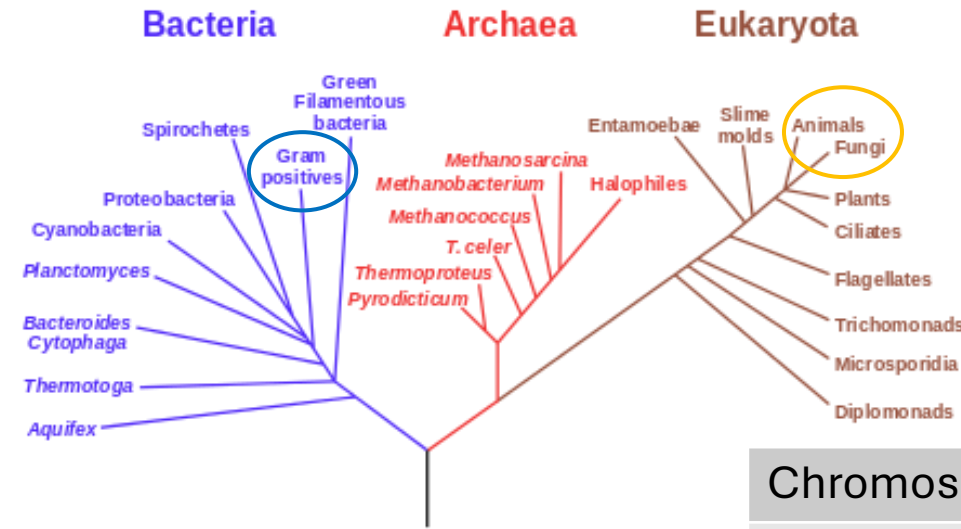 Bacteria
Archaea
Eukaryota
Green
Filamentous
bacteria
Spirochetes
Gram
positives
Proteobacteria
Cyanobacteria
Planctomyces
Bacteroides
Cytophaga
Thermotoga
Aquifex
Methanosarcina
Methanobacterium
Halophiles
Methanococcus
T. celer
Thermoproteus
Pyrodicticum
Entamoebae
Slime
molds
Animals
Fungi
Plants
Ciliates
Flagellates
Trichomonads
Microsporidia
Diplomonads
Chromos